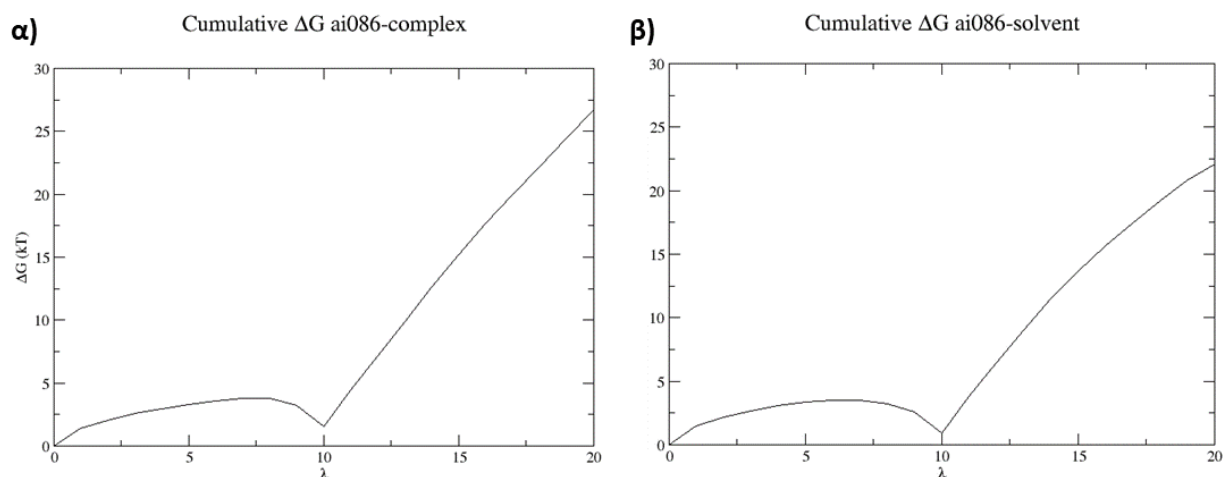 α)
Cumulative ΔG ai086-complex
30
25
20
15
10
5
0
ΔG (kT)
0 5 10 15 20
λ
β)
Cumulative ΔG ai086-solvent
30
25
20
15
10
5
0
0 5 10 15 20
λ